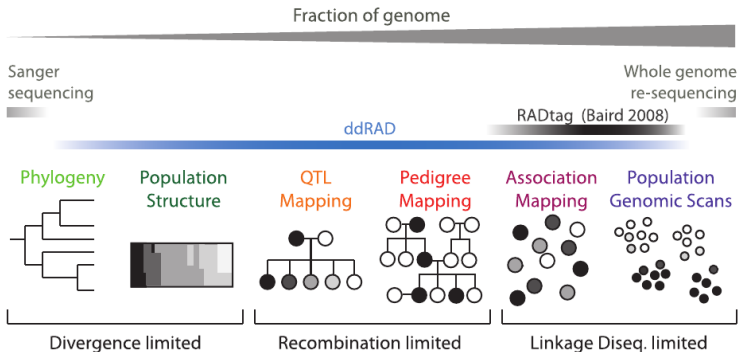 Fraction of genome
Sanger
sequencing
Whole genome
re-sequencing
RADtag (Baird 2008)
ddRAD
Phylogeny
Population
Structure
QTL
Mapping
Pedigree
Mapping
Association
Mapping
Population
Genomic Scans
Divergence limited
Recombination limited
Linkage Diseq. limited